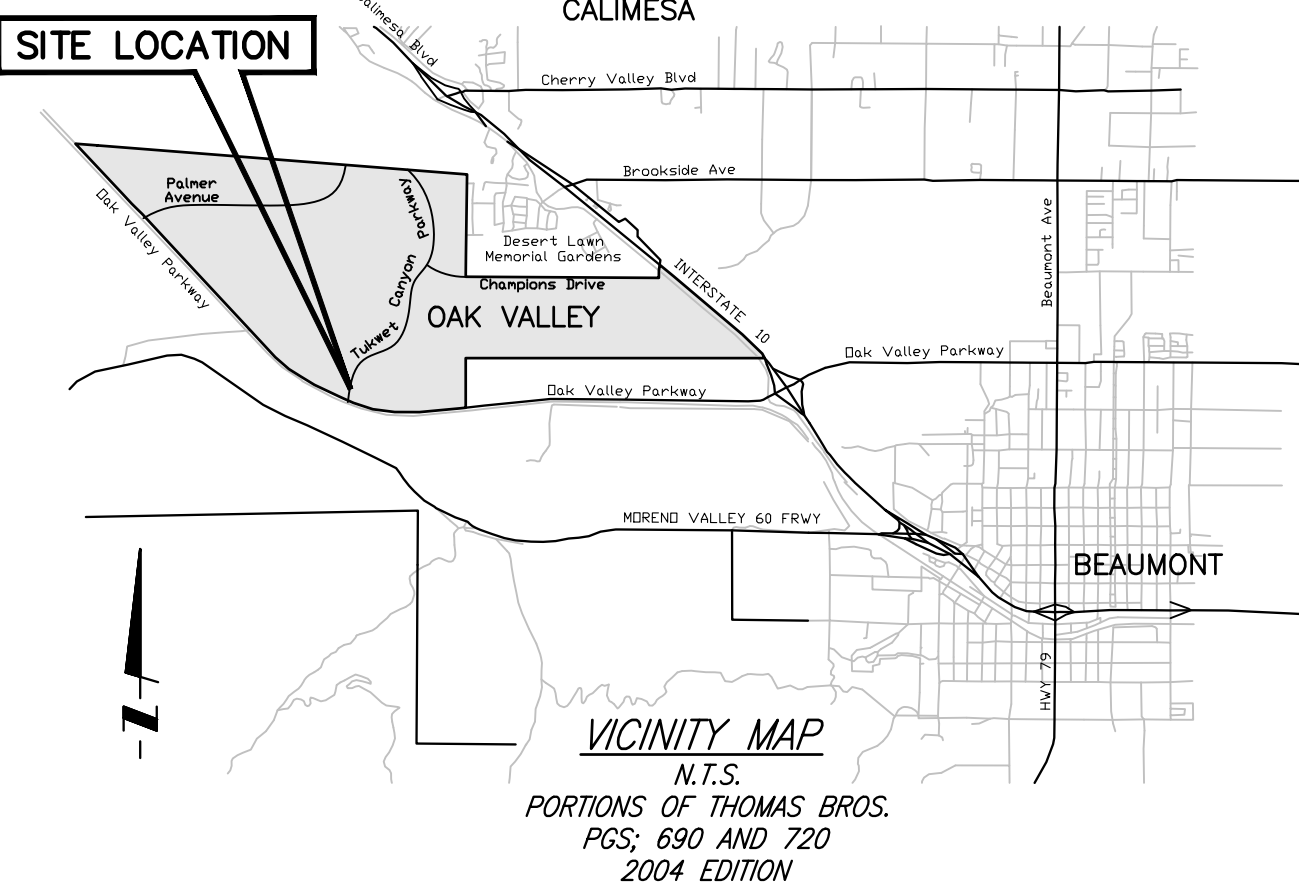 CALIMESA
SITE LOCATION
Calimesa Blvd
Cherry Valley Blvd
Brookside Ave
Palmer
Avenue
Oak Valley Parkway
Tukwet Canyon Parkway
Desert Lawn
Memorial Gardens
Champions Drive
INTERSTATE 10
Beaumont Ave
OAK VALLEY
Oak Valley Parkway
Oak Valley Parkway
MORENO VALLEY 60 FRWY
BEAUMONT
HWY 79
N
VICINITY MAP
N.T.S.
PORTIONS OF THOMAS BROS.
PGS; 690 AND 720
2004 EDITION